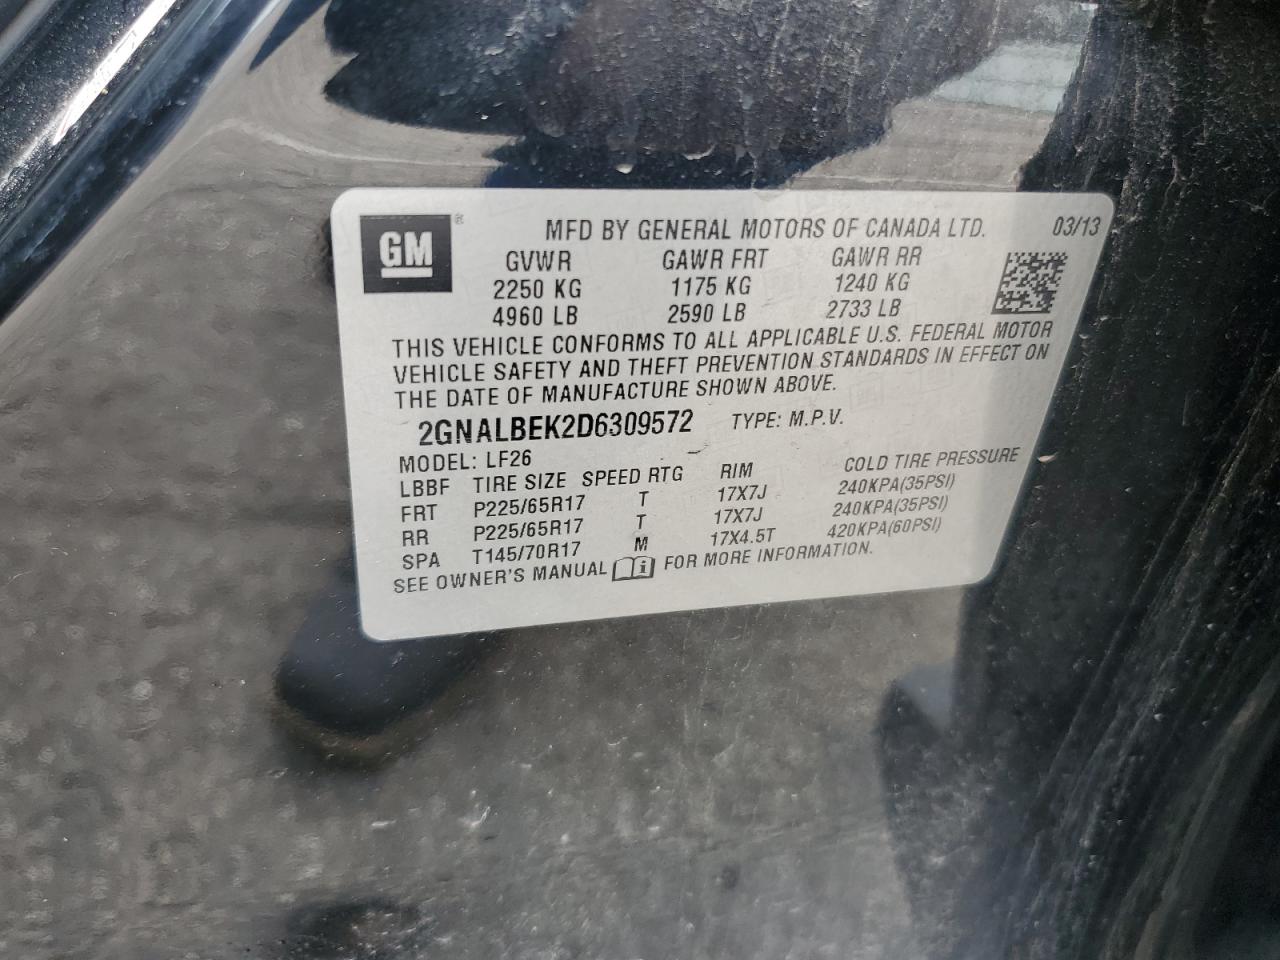 GM ®
MFD BY GENERAL MOTORS OF CANADA LTD. 03/13
GVWR GAWR FRT GAWR RR
2250 KG 1175 KG 1240 KG
4960 LB 2590 LB 2733 LB
THIS VEHICLE CONFORMS TO ALL APPLICABLE U.S. FEDERAL MOTOR
VEHICLE SAFETY AND THEFT PREVENTION STANDARDS IN EFFECT ON
THE DATE OF MANUFACTURE SHOWN ABOVE.
2GNALBEK2D6309572 TYPE: M.P.V.
MODEL: LF26
LBBF TIRE SIZE SPEED RTG RIM COLD TIRE PRESSURE
FRT P225/65R17 T 17X7J 240KPA(35PSI)
RR P225/65R17 T 17X7J 240KPA(35PSI)
SPA T145/70R17 M 17X4.5T 420KPA(60PSI)
SEE OWNER'S MANUAL FOR MORE INFORMATION.